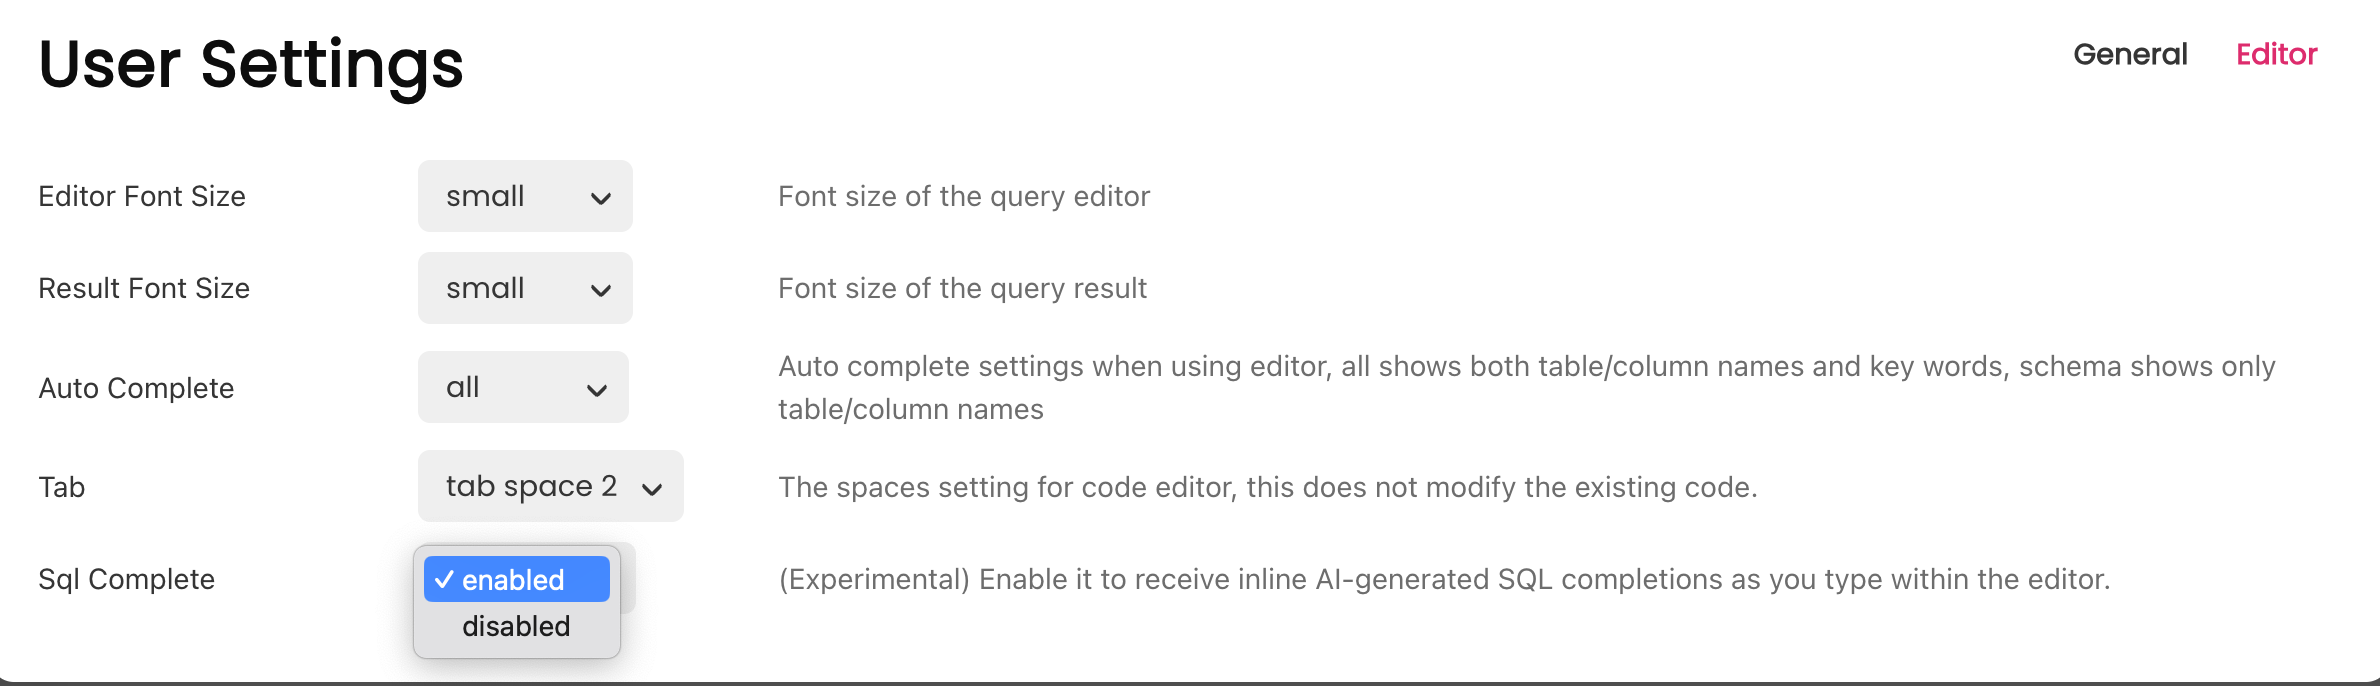 User Settings
General
Editor
Editor Font Size
small
Font size of the query editor
Result Font Size
small
Font size of the query result
Auto Complete
all
Auto complete settings when using editor, all shows both table/column names and key words, schema shows only
table/column names
Tab
tab space 2
The spaces setting for code editor, this does not modify the existing code.
Sql Complete
✓ enabled
disabled
(Experimental) Enable it to receive inline AI-generated SQL completions as you type within the editor.